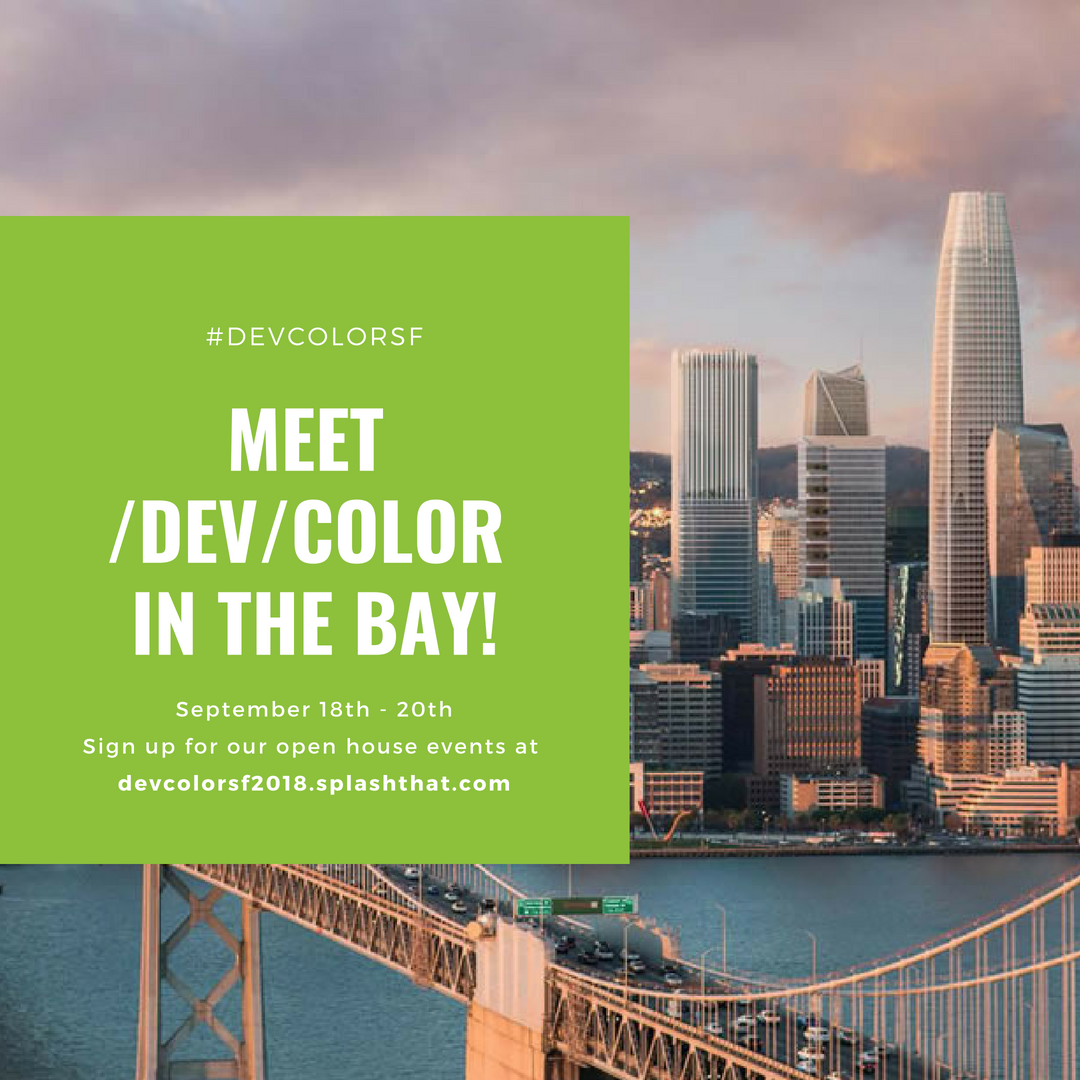 #DEVCOLORSF
MEET
/DEV/COLOR
IN THE BAY!
September 18th - 20th
Sign up for our open house events at
devcolorsf2018.splashthat.com